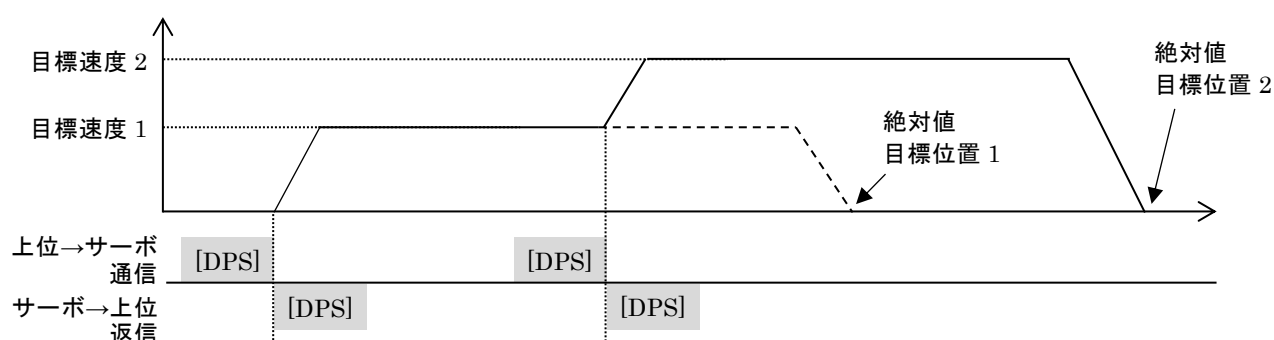 目標速度 2
目標速度 1
絶対値
目標位置 1
絶対値
目標位置 2
上位→サーボ
通信
[DPS]
[DPS]
サーボ→上位
返信
[DPS]
[DPS]